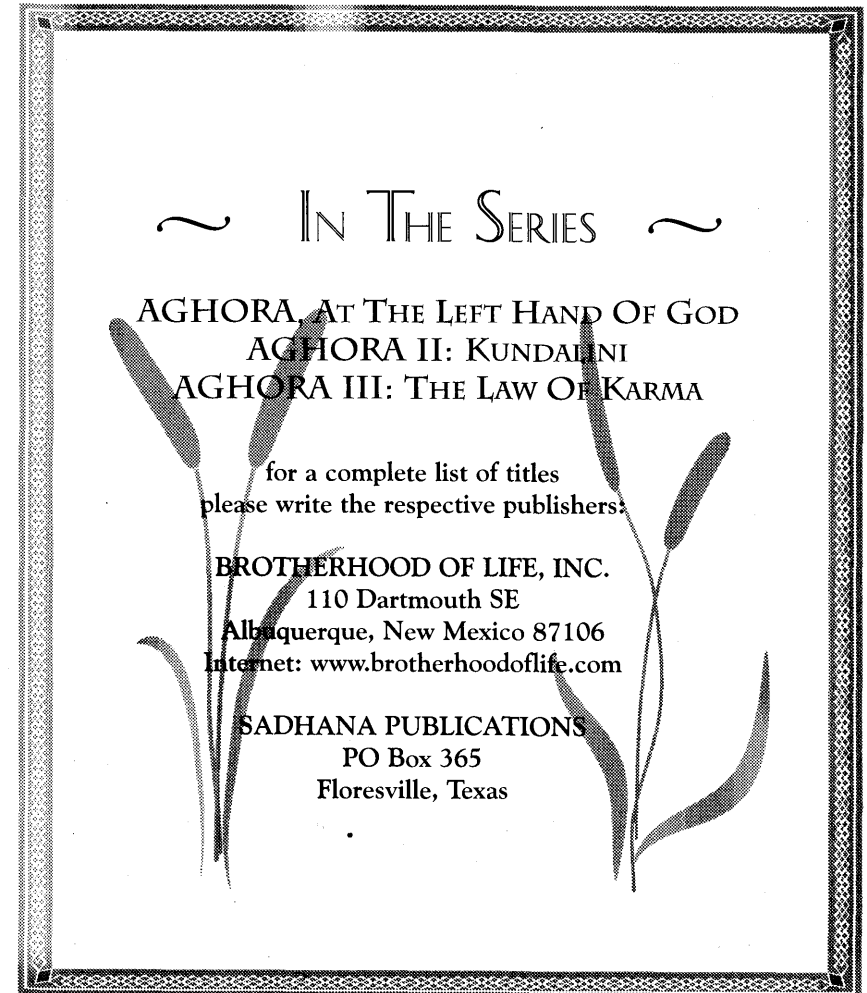 ~ In The Series ~
AGHORA, At The Left Hand Of God
AGHORA II: Kundalini
AGHORA III: The Law Of Karma
for a complete list of titles
please write the respective publishers:
BROTHERHOOD OF LIFE, INC.
110 Dartmouth SE
Albuquerque, New Mexico 87106
Internet: www.brotherhoodoflife.com
SADHANA PUBLICATIONS
PO Box 365
Floresville, Texas